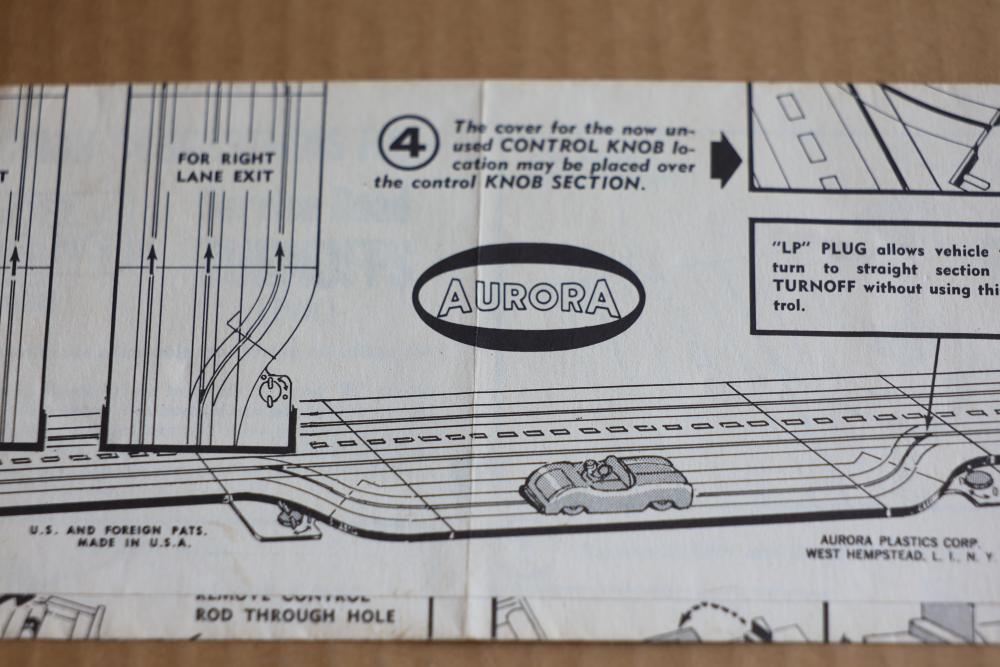 T
FOR RIGHT
LANE EXIT
4
The cover for the now un-
used CONTROL KNOB lo-
cation may be placed over
the control KNOB SECTION.
"LP" PLUG allows vehicle
turn to straight section
TURNOFF without using thi
trol.
AURORA
U.S. AND FOREIGN PATS.
MADE IN U.S.A.
AURORA PLASTICS CORP.
WEST HEMPSTEAD, L. I., N. Y
REMOVE CONTROL
ROD THROUGH HOLE